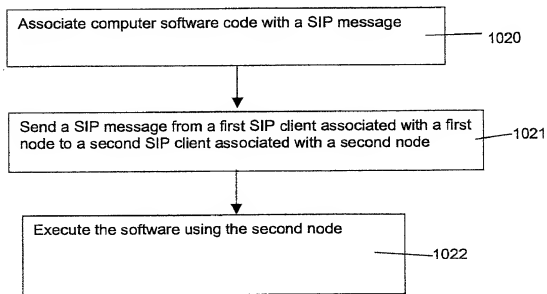 Associate computer software code with a SIP message
1020
Send a SIP message from a first SIP client associated with a first
node to a second SIP client associated with a second node
1021
Execute the software using the second node
1022